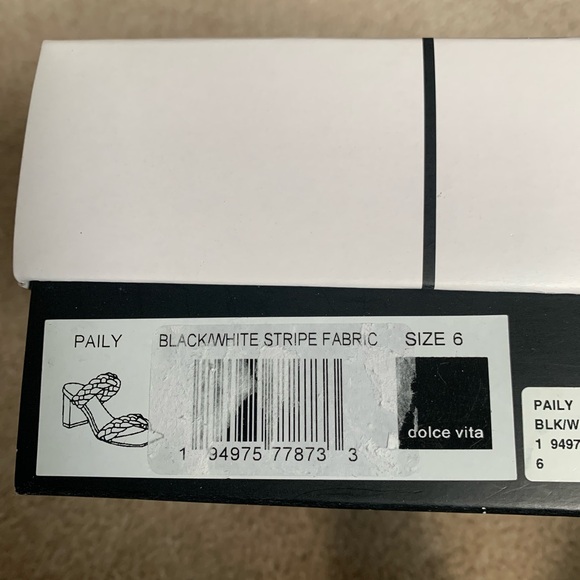 PAILY BLACK/WHITE STRIPE FABRIC SIZE 6
dolce vita
1 94975 77873 3
PAILY
BLK/W
1 9497
6